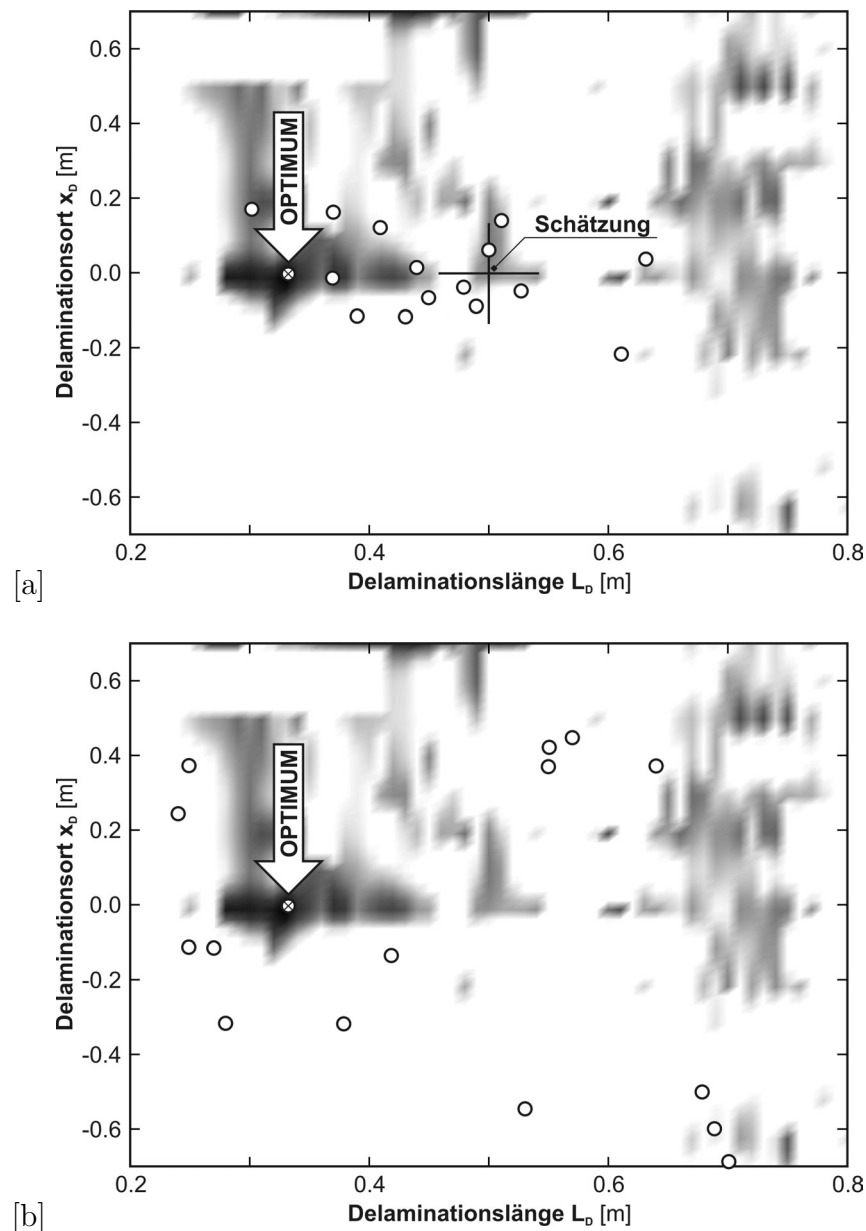 0.6
0.4
0.2
0.0
-0.2
-0.4
-0.6
Delaminationsort x_D [m]
OPTIMUM
Schätzung
0.2 0.4 0.6 0.8
[a]
Delaminationslänge L_D [m]
0.6
0.4
0.2
0.0
-0.2
-0.4
-0.6
Delaminationsort x_D [m]
OPTIMUM
0.2 0.4 0.6 0.8
[b]
Delaminationslänge L_D [m]